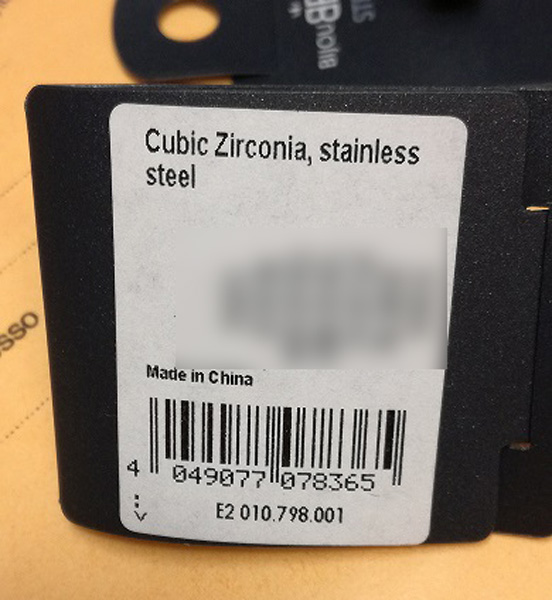 Cubic Zirconia, stainless
steel
Made in China
4 049077 078365
E2 010.798.001